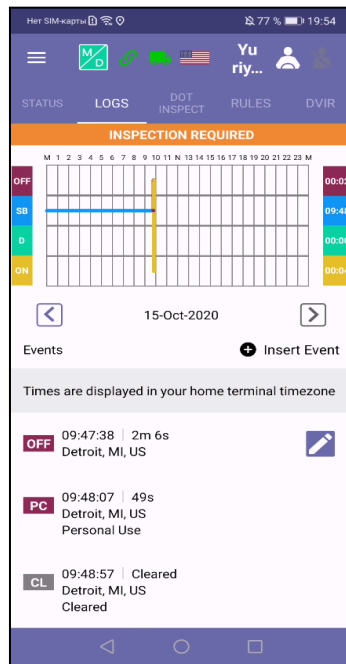 Нет SIM-карты 77 % 19:54
M/D Yu
riy...
STATUS LOGS DOT INSPECT RULES DVIR
INSPECTION REQUIRED
M 1 2 3 4 5 6 7 8 9 10 11 N 13 14 15 16 17 18 19 20 21 22 23 M
OFF 00:02
SB 09:48
D 00:00
ON 00:04
15-Oct-2020
Events Insert Event
Times are displayed in your home terminal timezone
OFF 09:47:38 2m 6s
Detroit, MI, US
PC 09:48:07 49s
Detroit, MI, US
Personal Use
CL 09:48:57 Cleared
Detroit, MI, US
Cleared